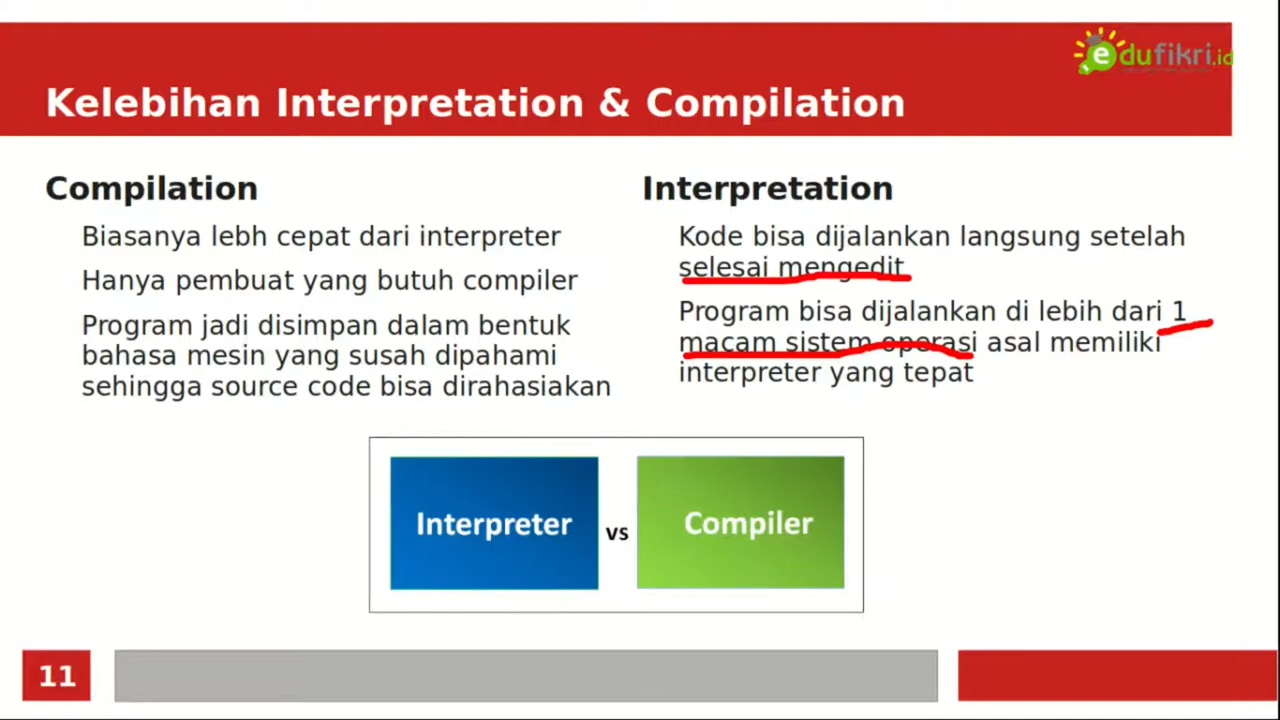 edufikri.id
Kelebihan Interpretation & Compilation
Compilation
Biasanya lebh cepat dari interpreter
Hanya pembuat yang butuh compiler
Program jadi disimpan dalam bentuk
bahasa mesin yang susah dipahami
sehingga source code bisa dirahasiakan
Interpretation
Kode bisa dijalankan langsung setelah
selesai mengedit
Program bisa dijalankan di lebih dari 1
macam sistem operasi asal memiliki
interpreter yang tepat
Interpreter
vs
Compiler
11